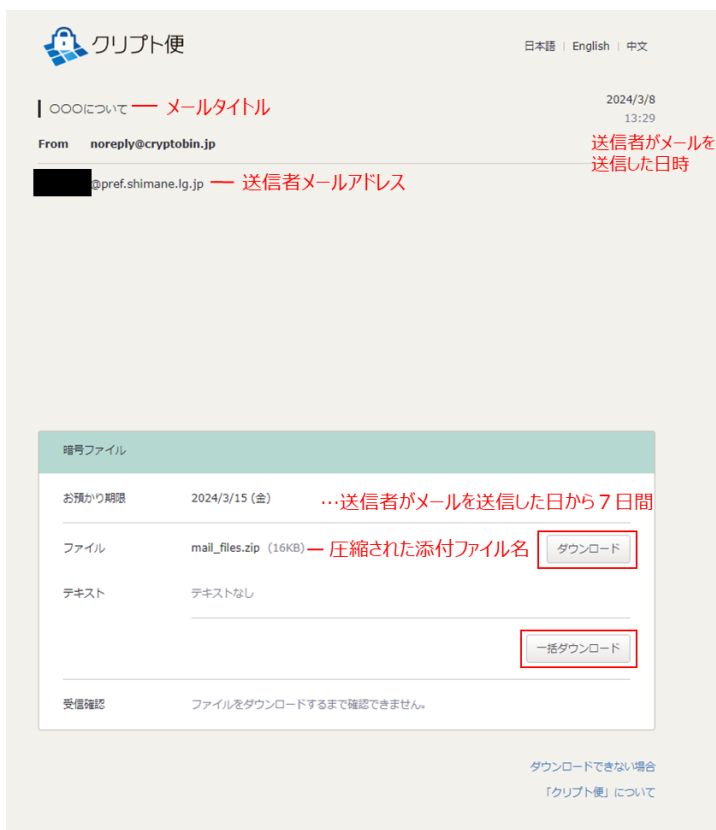 クリプト便
日本語 | English | 中文
○○○について ー メールタイトル
2024/3/8
13:29
From noreply@cryptobin.jp
送信者がメールを
送信した日時
@pref.shimane.lg.jp ー 送信者メールアドレス
暗号ファイル
お預かり期限 2024/3/15 (金) …送信者がメールを送信した日から7日間
ファイル mail_files.zip (16KB) ー 圧縮された添付ファイル名 ダウンロード
テキスト テキストなし
一括ダウンロード
受信確認 ファイルをダウンロードするまで確認できません。
ダウンロードできない場合
「クリプト便」について